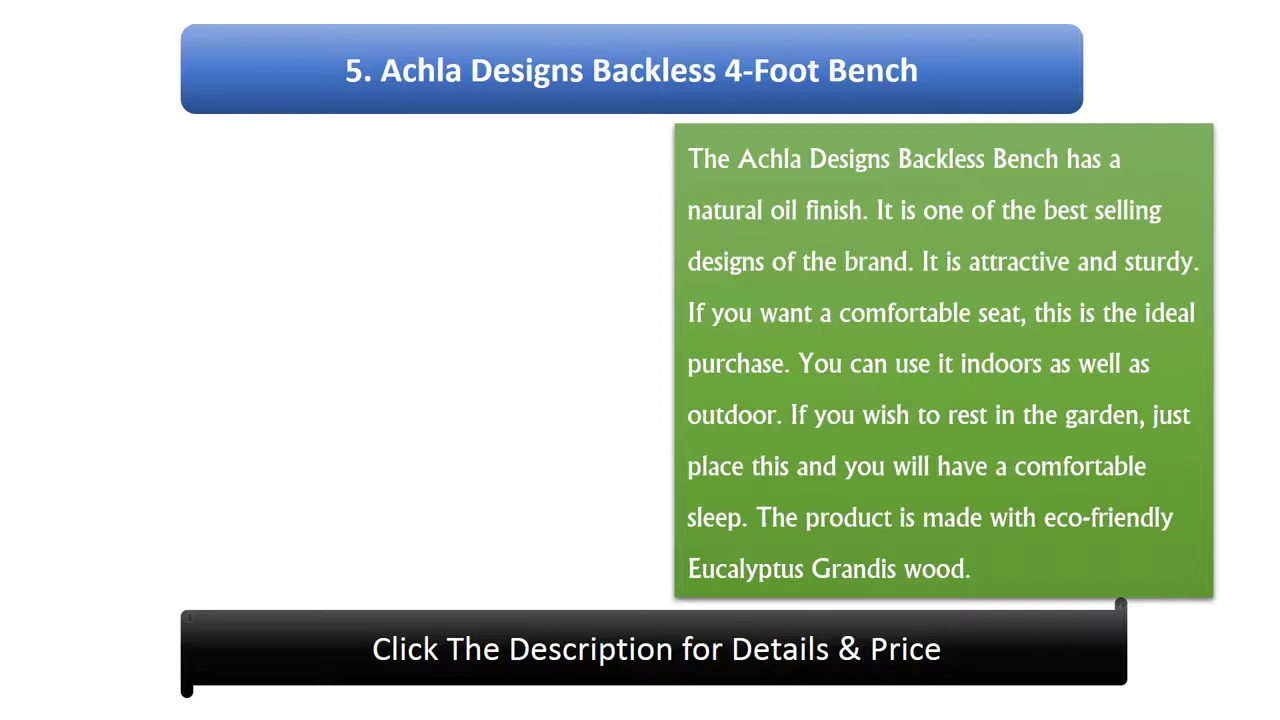 5. Achla Designs Backless 4-Foot Bench
The Achla Designs Backless Bench has a
natural oil finish. It is one of the best selling
designs of the brand. It is attractive and sturdy.
If you want a comfortable seat, this is the ideal
purchase. You can use it indoors as well as
outdoor. If you wish to rest in the garden, just
place this and you will have a comfortable
sleep. The product is made with eco-friendly
Eucalyptus Grandis wood.
Click The Description for Details & Price